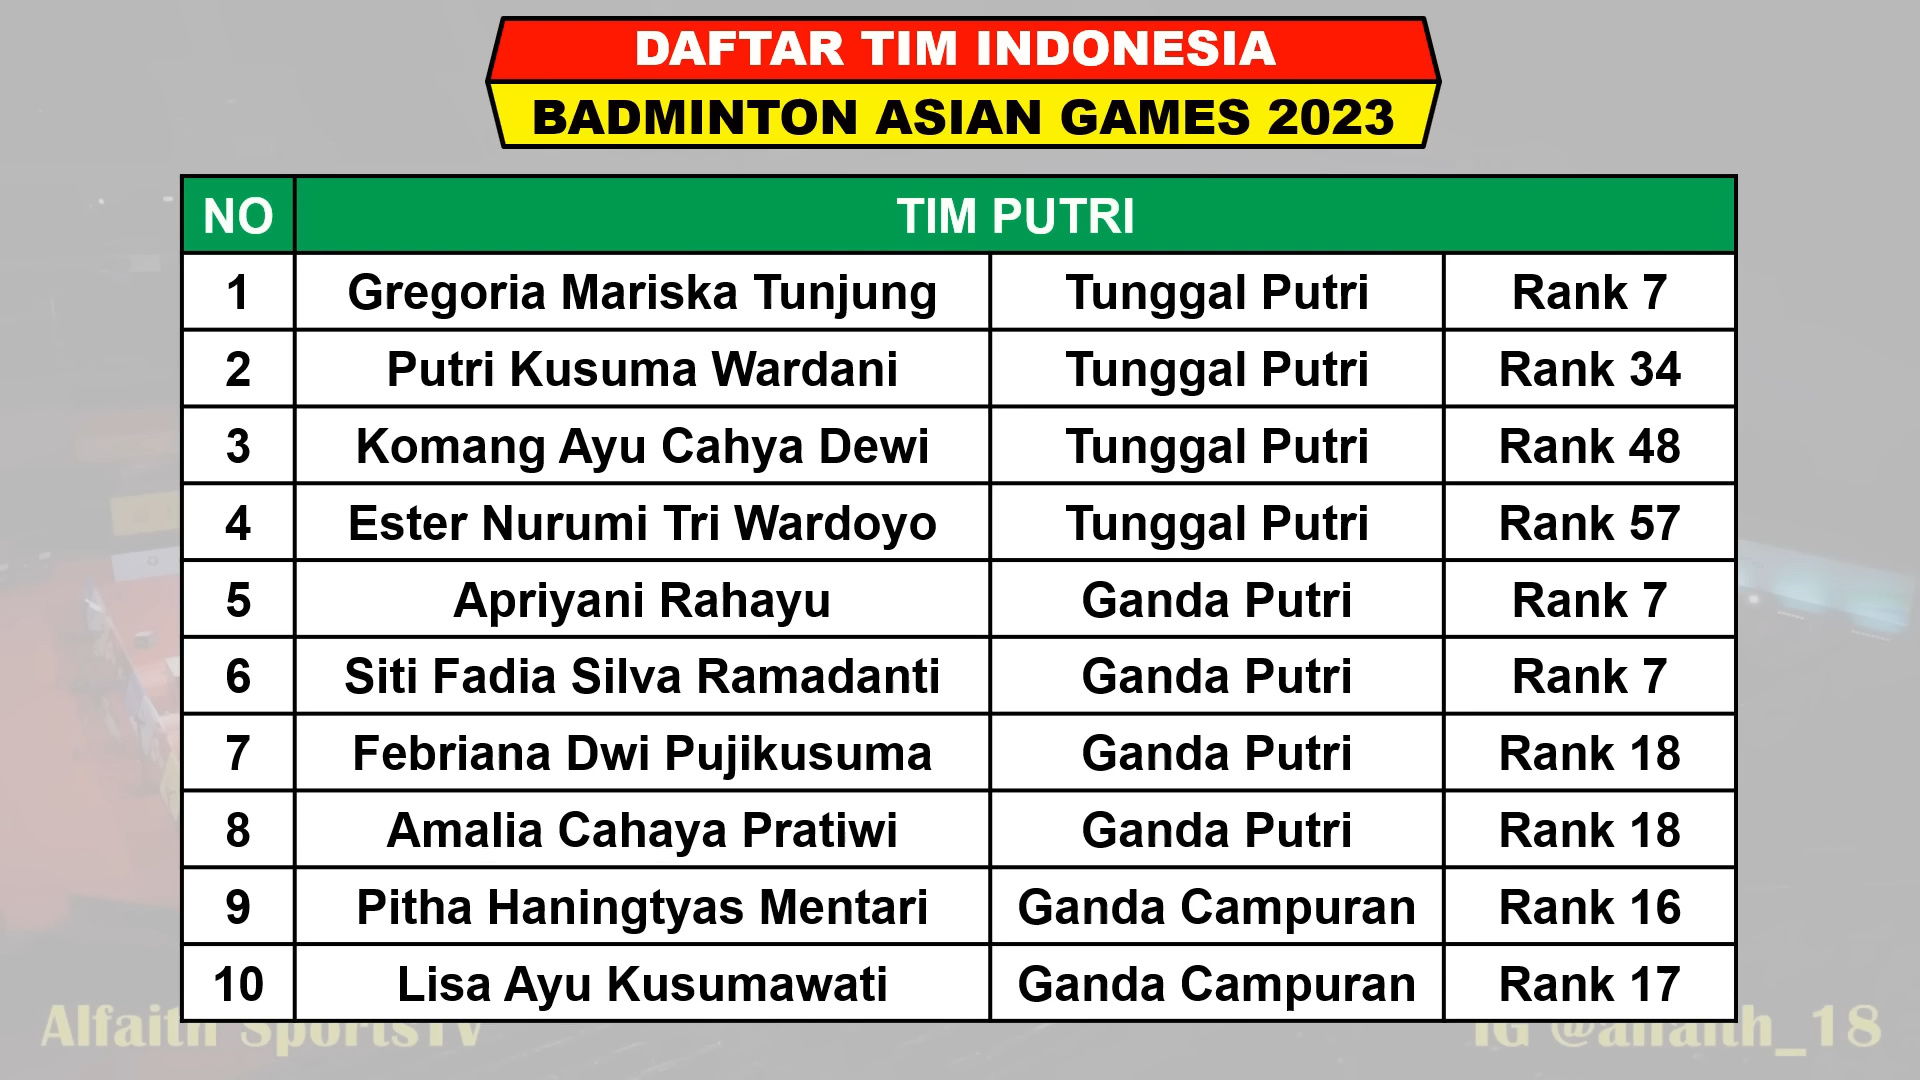 DAFTAR TIM INDONESIA
BADMINTON ASIAN GAMES 2023
NO TIM PUTRI
1 Gregoria Mariska Tunjung Tunggal Putri Rank 7
2 Putri Kusuma Wardani Tunggal Putri Rank 34
3 Komang Ayu Cahya Dewi Tunggal Putri Rank 48
4 Ester Nurumi Tri Wardoyo Tunggal Putri Rank 57
5 Apriyani Rahayu Ganda Putri Rank 7
6 Siti Fadia Silva Ramadanti Ganda Putri Rank 7
7 Febriana Dwi Pujikusuma Ganda Putri Rank 18
8 Amalia Cahaya Pratiwi Ganda Putri Rank 18
9 Pitha Haningtyas Mentari Ganda Campuran Rank 16
10 Lisa Ayu Kusumawati Ganda Campuran Rank 17
Alfaith SportsTV IG @alfaith_18